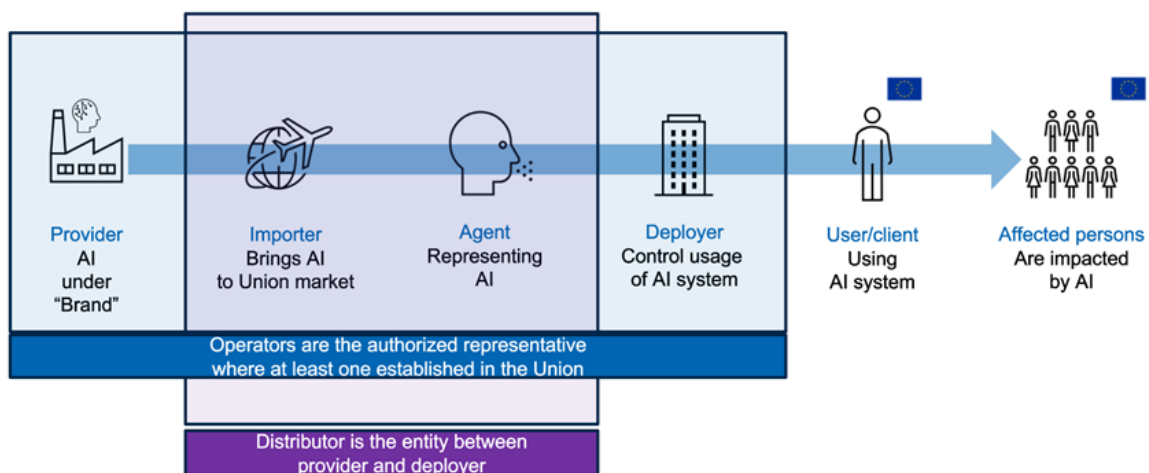 Provider
AI
under
“Brand”
Importer
Brings AI
to Union market
Agent
Representing
AI
Deployer
Control usage
of AI system
User/client
Using
AI system
Affected persons
Are impacted
by AI
Operators are the authorized representative
where at least one established in the Union
Distributor is the entity between
provider and deployer